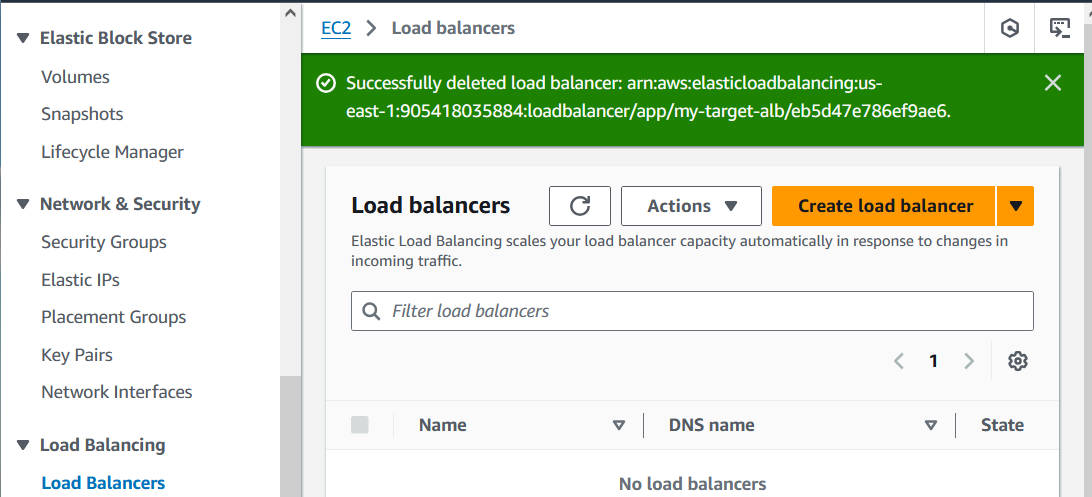 Elastic Block Store
Volumes
Snapshots
Lifecycle Manager
Network & Security
Security Groups
Elastic IPs
Placement Groups
Key Pairs
Network Interfaces
Load Balancing
Load Balancers
EC2 > Load balancers
Successfully deleted load balancer: arn:aws:elasticloadbalancing:us-
east-1:905418035884:loadbalancer/app/my-target-alb/eb5d47e786ef9ae6.
Load balancers
Actions
Create load balancer
Elastic Load Balancing scales your load balancer capacity automatically in response to changes in
incoming traffic.
Filter load balancers
1
Name DNS name State
No load balancers